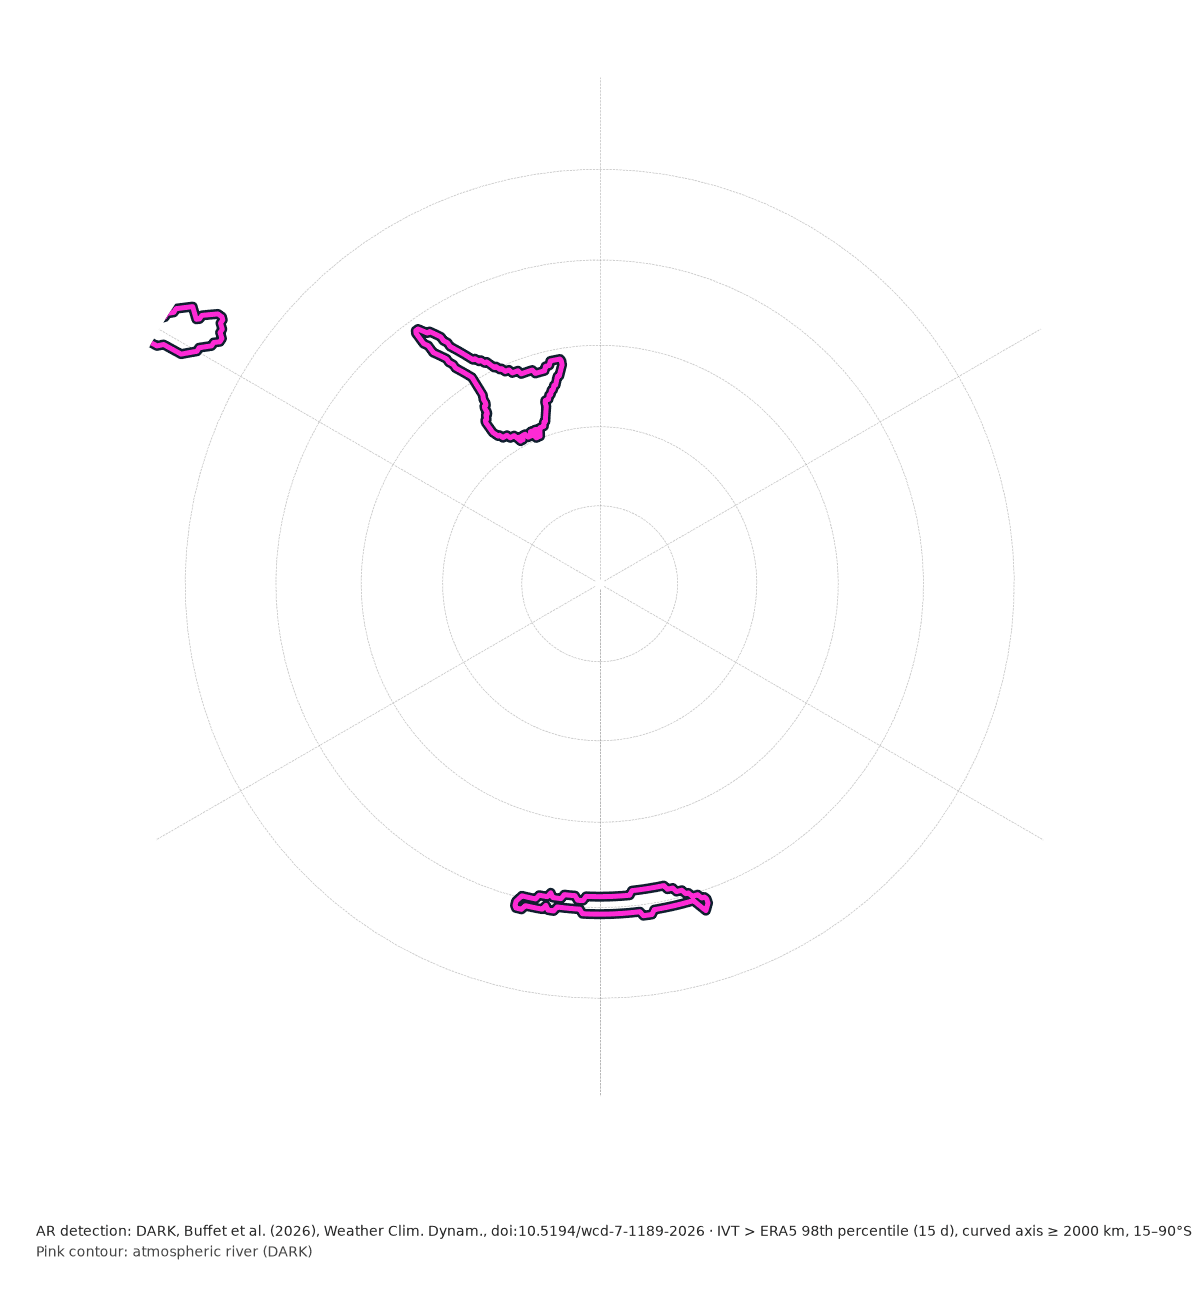 AR detection: DARK, Buffet et al. (2026), Weather Clim. Dynam., doi:10.5194/wcd-7-1189-2026 · IVT > ERA5 98th percentile (15 d), curved axis ≥ 2000 km, 15–90°S
Pink contour: atmospheric river (DARK)